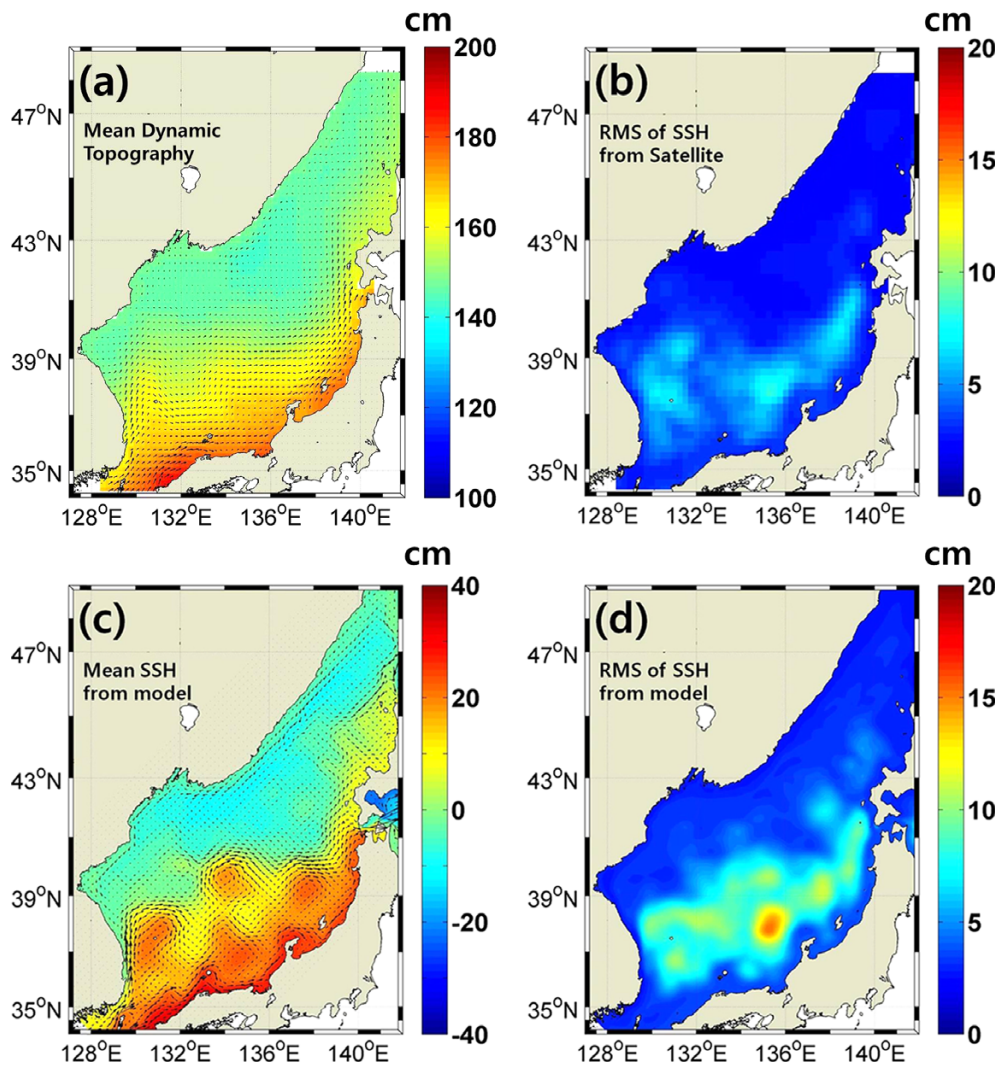 cm
cm
(a)
Mean Dynamic
Topography
47°N
43°N
39°N
35°N
128°E
132°E
136°E
140°E
200
180
160
140
120
100
(b)
RMS of SSH
from Satellite
47°N
43°N
39°N
35°N
128°E
132°E
136°E
140°E
20
15
10
5
0
cm
cm
(c)
Mean SSH
from model
47°N
43°N
39°N
35°N
128°E
132°E
136°E
140°E
40
20
0
-20
-40
(d)
RMS of SSH
from model
47°N
43°N
39°N
35°N
128°E
132°E
136°E
140°E
20
15
10
5
0